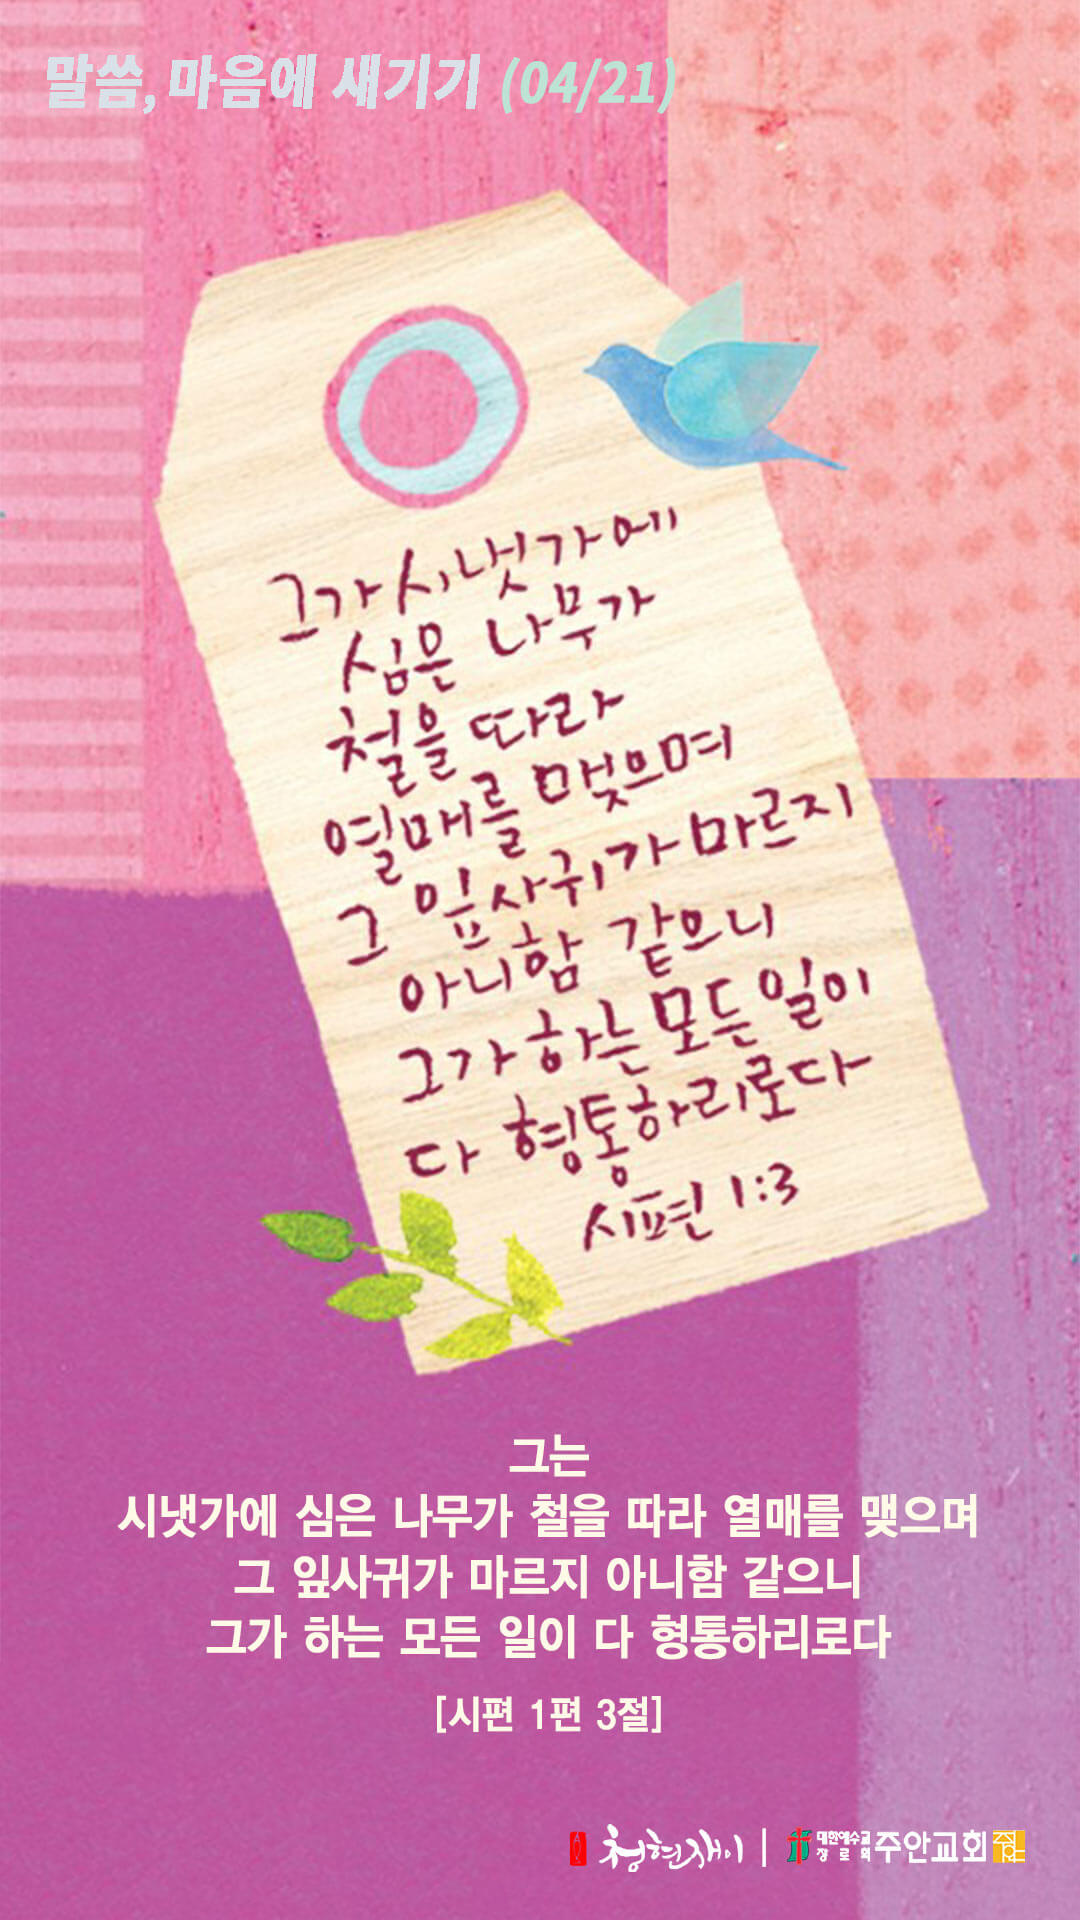 말씀, 마음에 새기기 (04/21)
그가 시냇가에
심은 나무가
철을 따라
열매를 맺으며
그 잎사귀가 마르지
아니함 같으니
그가 하는 모든 일이
다 형통하리로다
시편 1:3
그는
시냇가에 심은 나무가 철을 따라 열매를 맺으며
그 잎사귀가 마르지 아니함 같으니
그가 하는 모든 일이 다 형통하리로다
[시편 1편 3절]
청현재이 | 대한예수교 장로회 주안교회